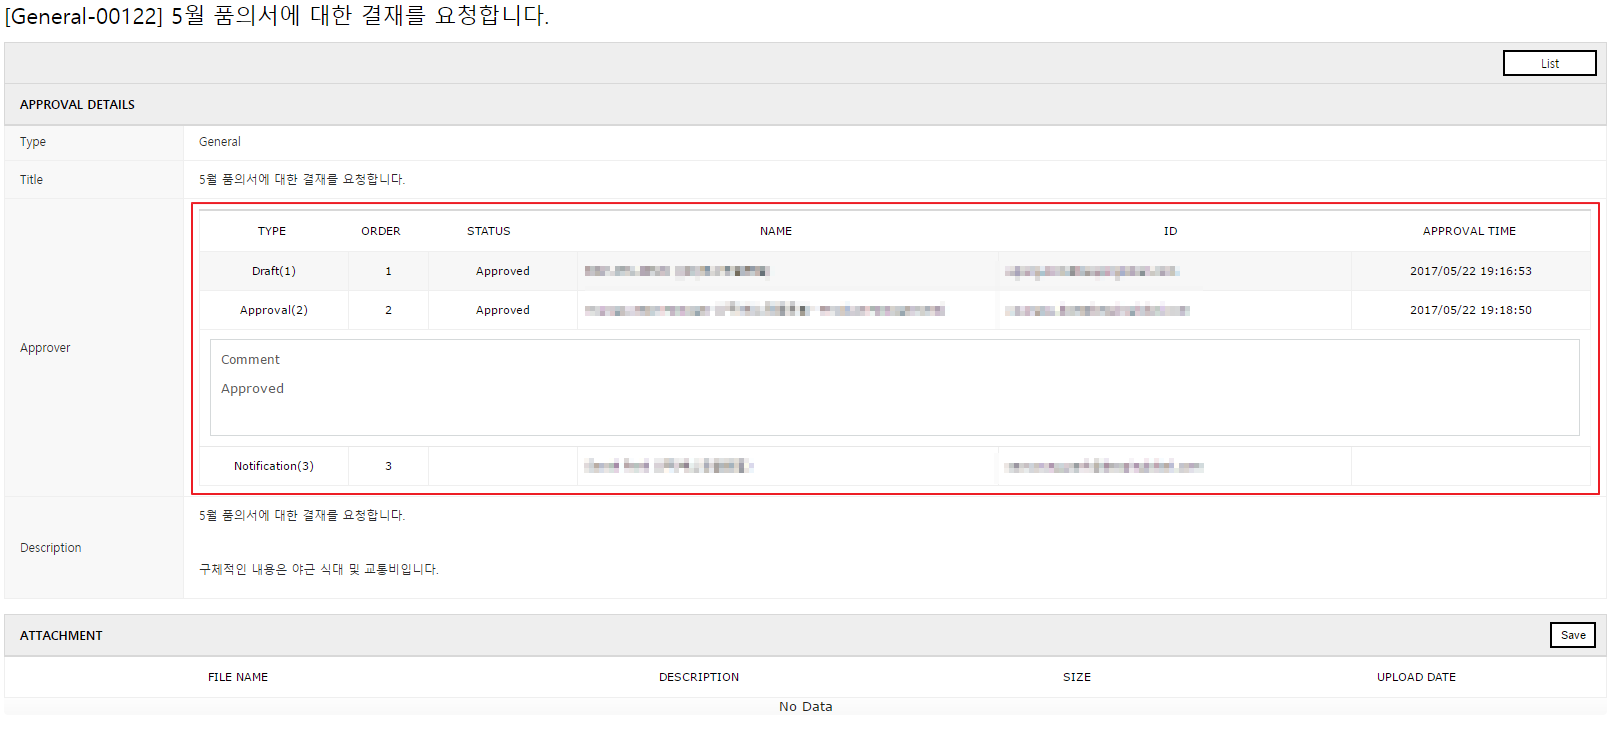 [General-00122] 5월 품의서에 대한 결재를 요청합니다.
List
APPROVAL DETAILS
Type General
Title 5월 품의서에 대한 결재를 요청합니다.
Approver
TYPE ORDER STATUS NAME ID APPROVAL TIME
Draft(1) 1 Approved 2017/05/22 19:16:53
Approval(2) 2 Approved 2017/05/22 19:18:50
Comment
Approved
Notification(3) 3
Description
5월 품의서에 대한 결재를 요청합니다.
구체적인 내용은 야근 식대 및 교통비입니다.
ATTACHMENT Save
FILE NAME DESCRIPTION SIZE UPLOAD DATE
No Data